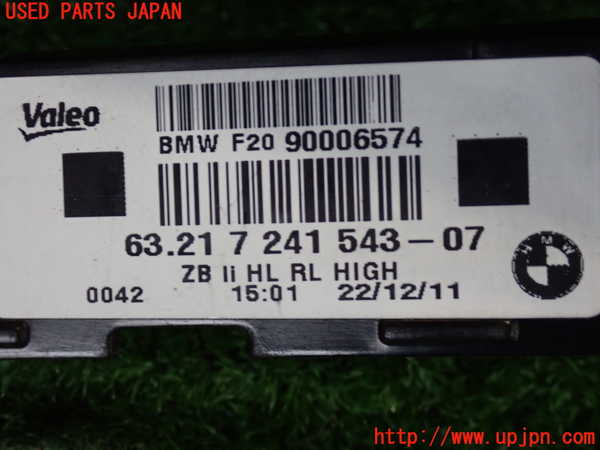 USED PARTS JAPAN
Valeo
BMW F20 90006574
63.21 7 241 543-07
ZB li HL RL HIGH
0042 15:01 22/12/11
BMW
http://www.upjpn.com